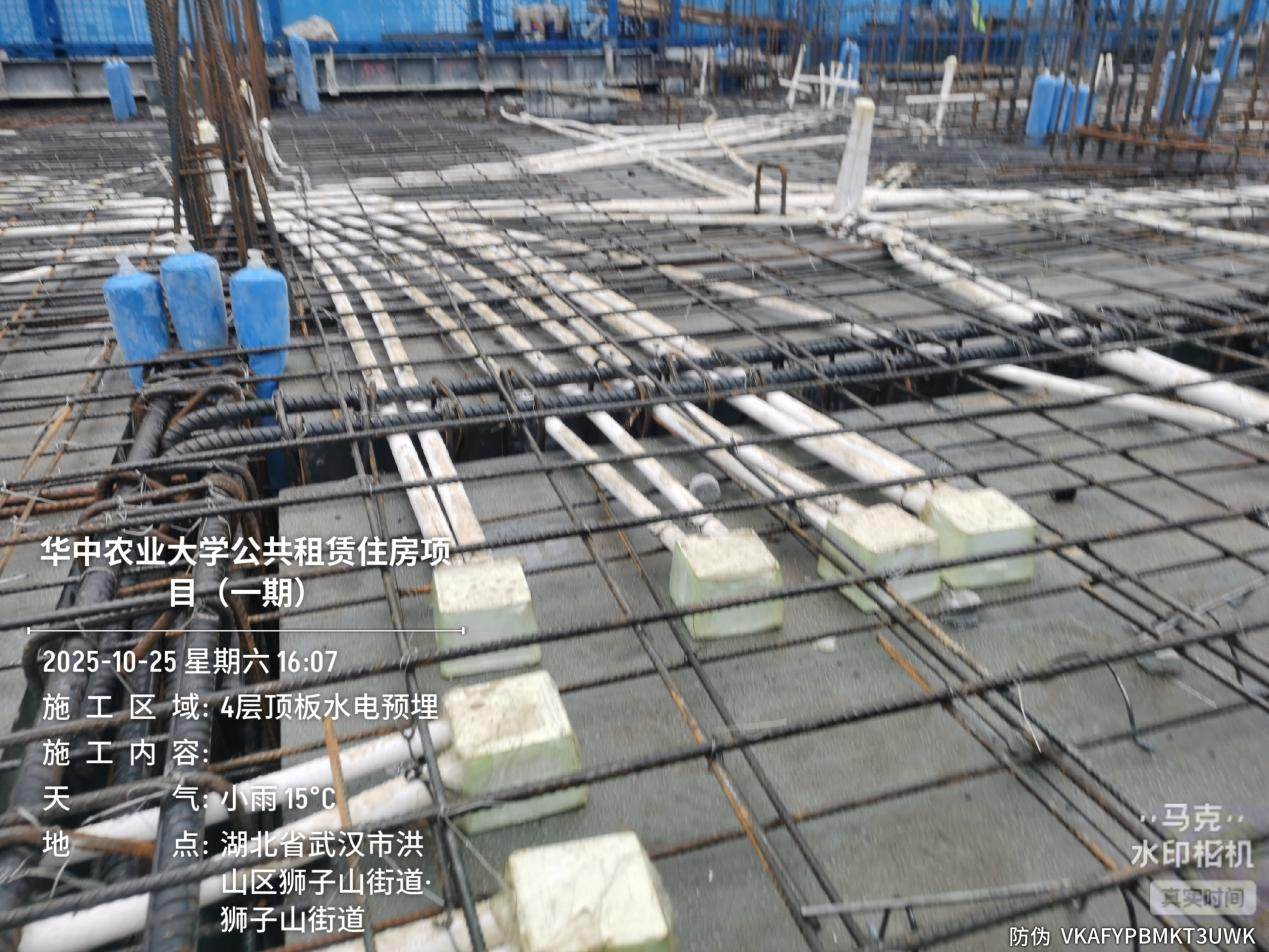 华中农业大学公共租赁住房项
目（一期）
2025-10-25 星期六 16:07
施工区域: 4层顶板水电预埋
施工内容:
天气: 小雨 15°C
地点: 湖北省武汉市洪
山区狮子山街道·
狮子山街道
马克
水印相机
真实时间
防伪 VKAFYPBMKT3UWK